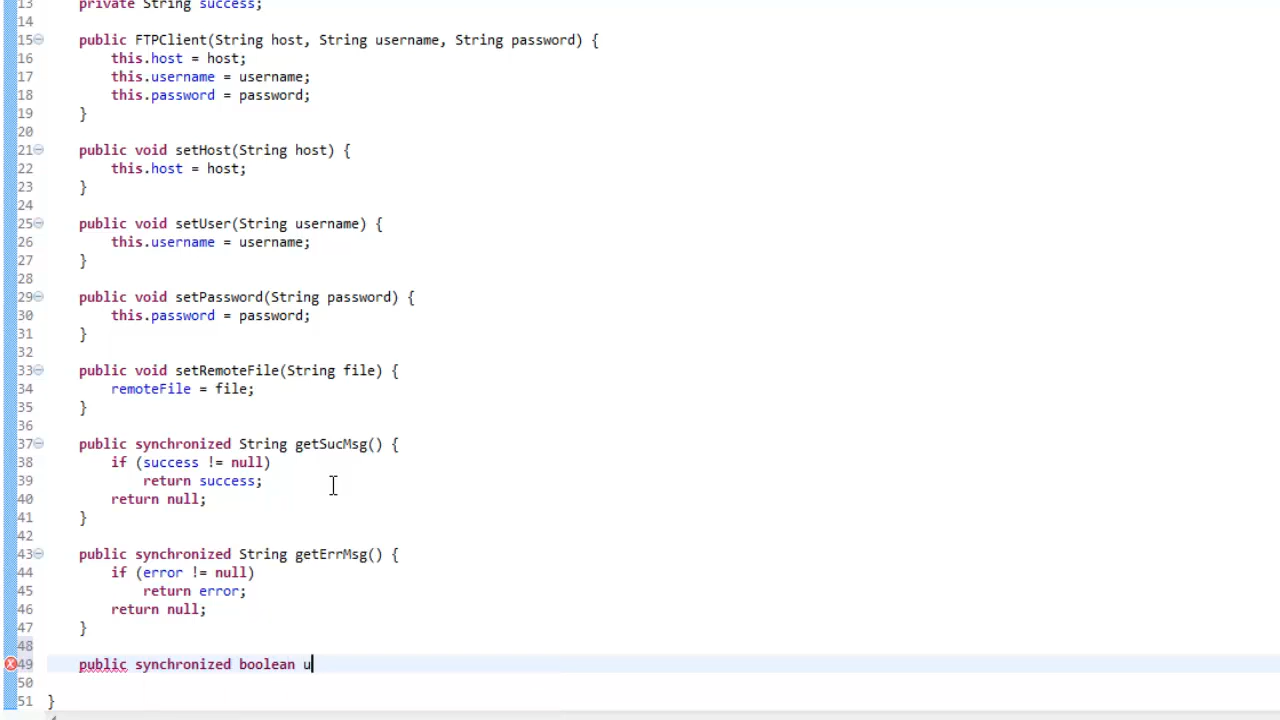 13 private String success;
14
15 public FTPClient(String host, String username, String password) {
16 this.host = host;
17 this.username = username;
18 this.password = password;
19 }
20
21 public void setHost(String host) {
22 this.host = host;
23 }
24
25 public void setUser(String username) {
26 this.username = username;
27 }
28
29 public void setPassword(String password) {
30 this.password = password;
31 }
32
33 public void setRemoteFile(String file) {
34 remoteFile = file;
35 }
36
37 public synchronized String getSucMsg() {
38 if (success != null)
39 return success;
40 return null;
41 }
42
43 public synchronized String getErrMsg() {
44 if (error != null)
45 return error;
46 return null;
47 }
48
49 public synchronized boolean u
50
51 }